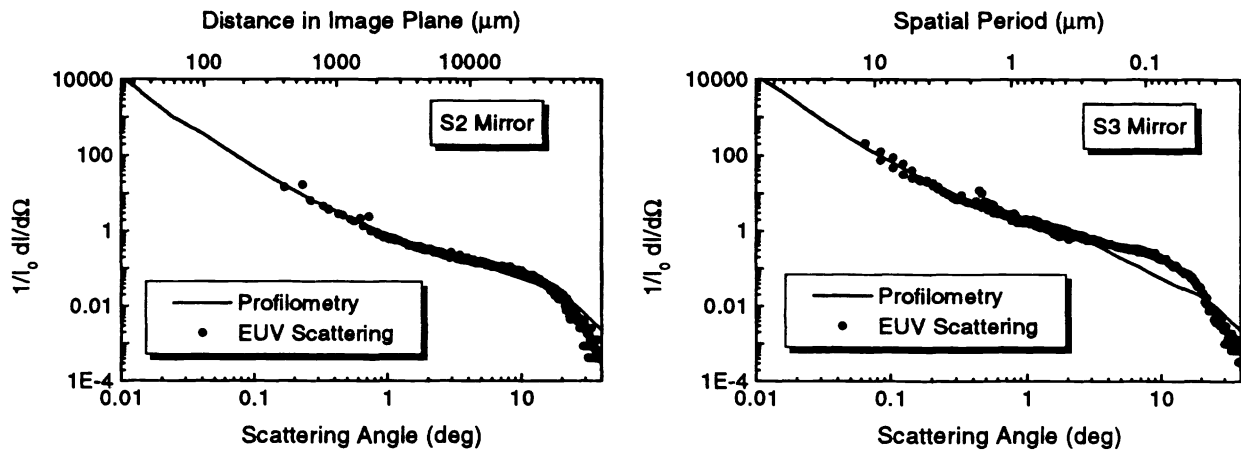 Distance in Image Plane (μm)
100 1000 10000
10000
100
1
0.01
1E-4
1/I₀ dI/dΩ
S2 Mirror
Profilometry
EUV Scattering
0.01 0.1 1 10
Scattering Angle (deg)
Spatial Period (μm)
10 1 0.1
10000
100
1
0.01
1E-4
1/I₀ dI/dΩ
S3 Mirror
Profilometry
EUV Scattering
0.01 0.1 1 10
Scattering Angle (deg)